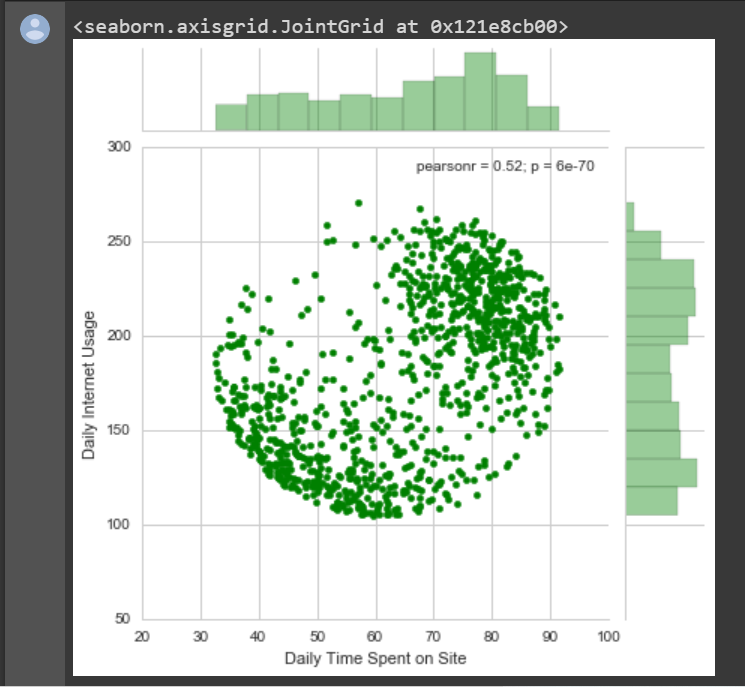 <seaborn.axisgrid.JointGrid at 0x121e8cb00>
pearsonr = 0.52; p = 6e-70
300
250
200
150
100
50
Daily Internet Usage
20 30 40 50 60 70 80 90 100
Daily Time Spent on Site